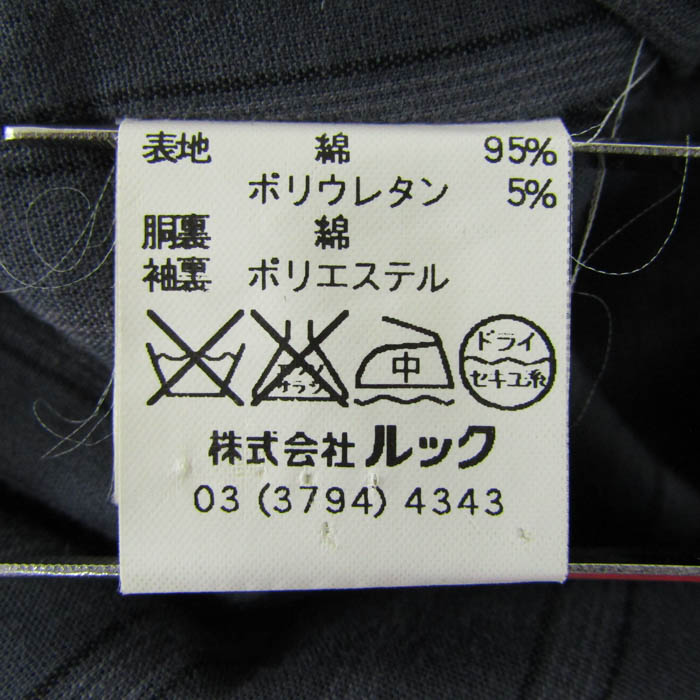 表地 綿 95%
ポリウレタン 5%
胴裏 綿
袖裏 ポリエステル
エンソ
サラシ
中
ドライ
セキユ系
株式会社 ルック
03 (3794) 4343